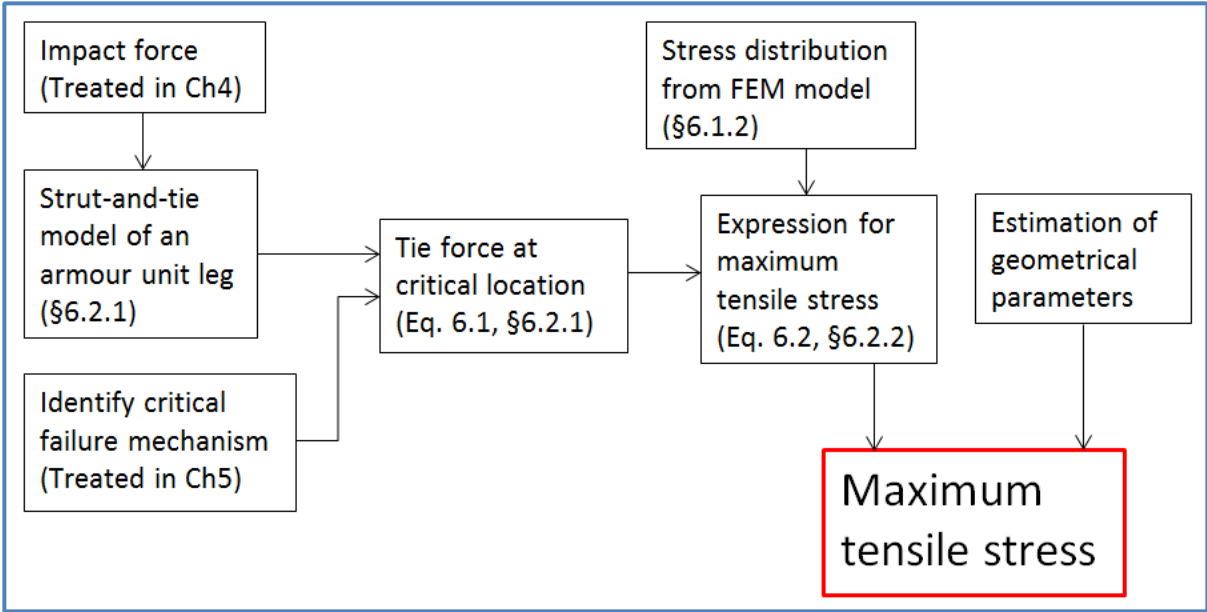 Impact force
(Treated in Ch4)
Stress distribution
from FEM model
(§6.1.2)
Strut-and-tie
model of an
armour unit leg
(§6.2.1)
Tie force at
critical location
(Eq. 6.1, §6.2.1)
Expression for
maximum
tensile stress
(Eq. 6.2, §6.2.2)
Estimation of
geometrical
parameters
Identify critical
failure mechanism
(Treated in Ch5)
Maximum
tensile stress